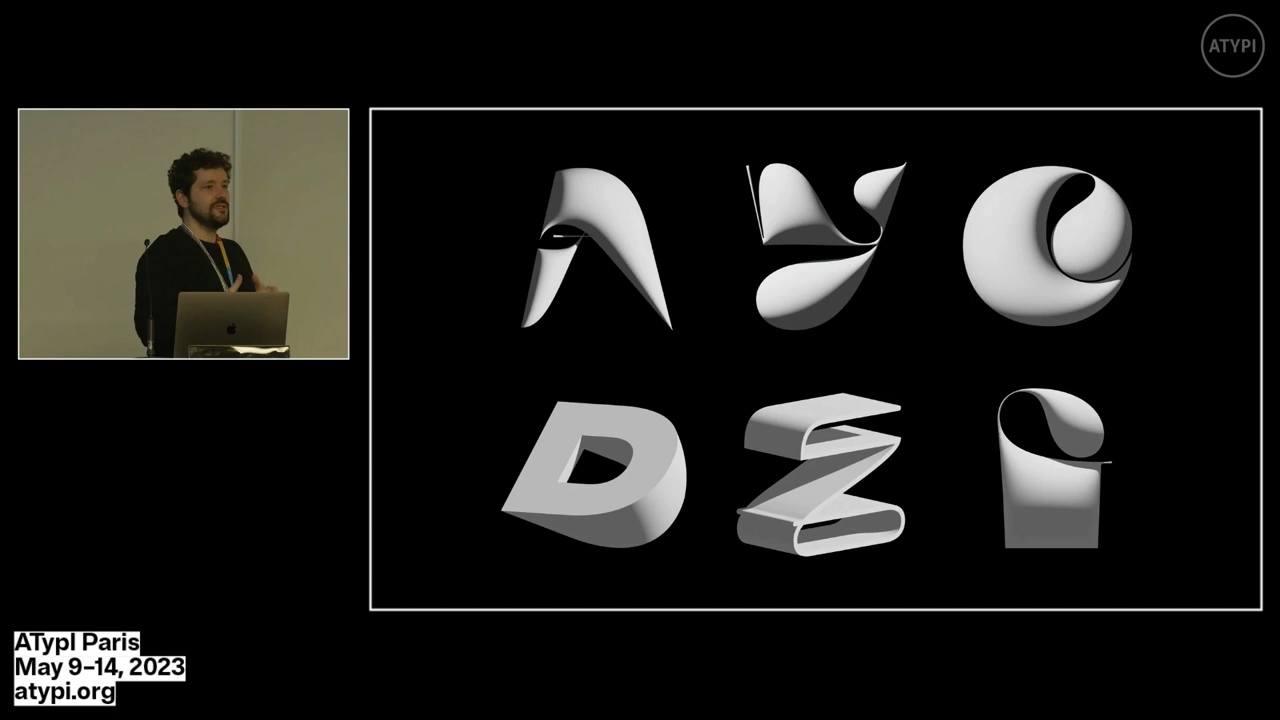 ATYPI
A y e
D Z i
ATypI Paris
May 9–14, 2023
atypi.org